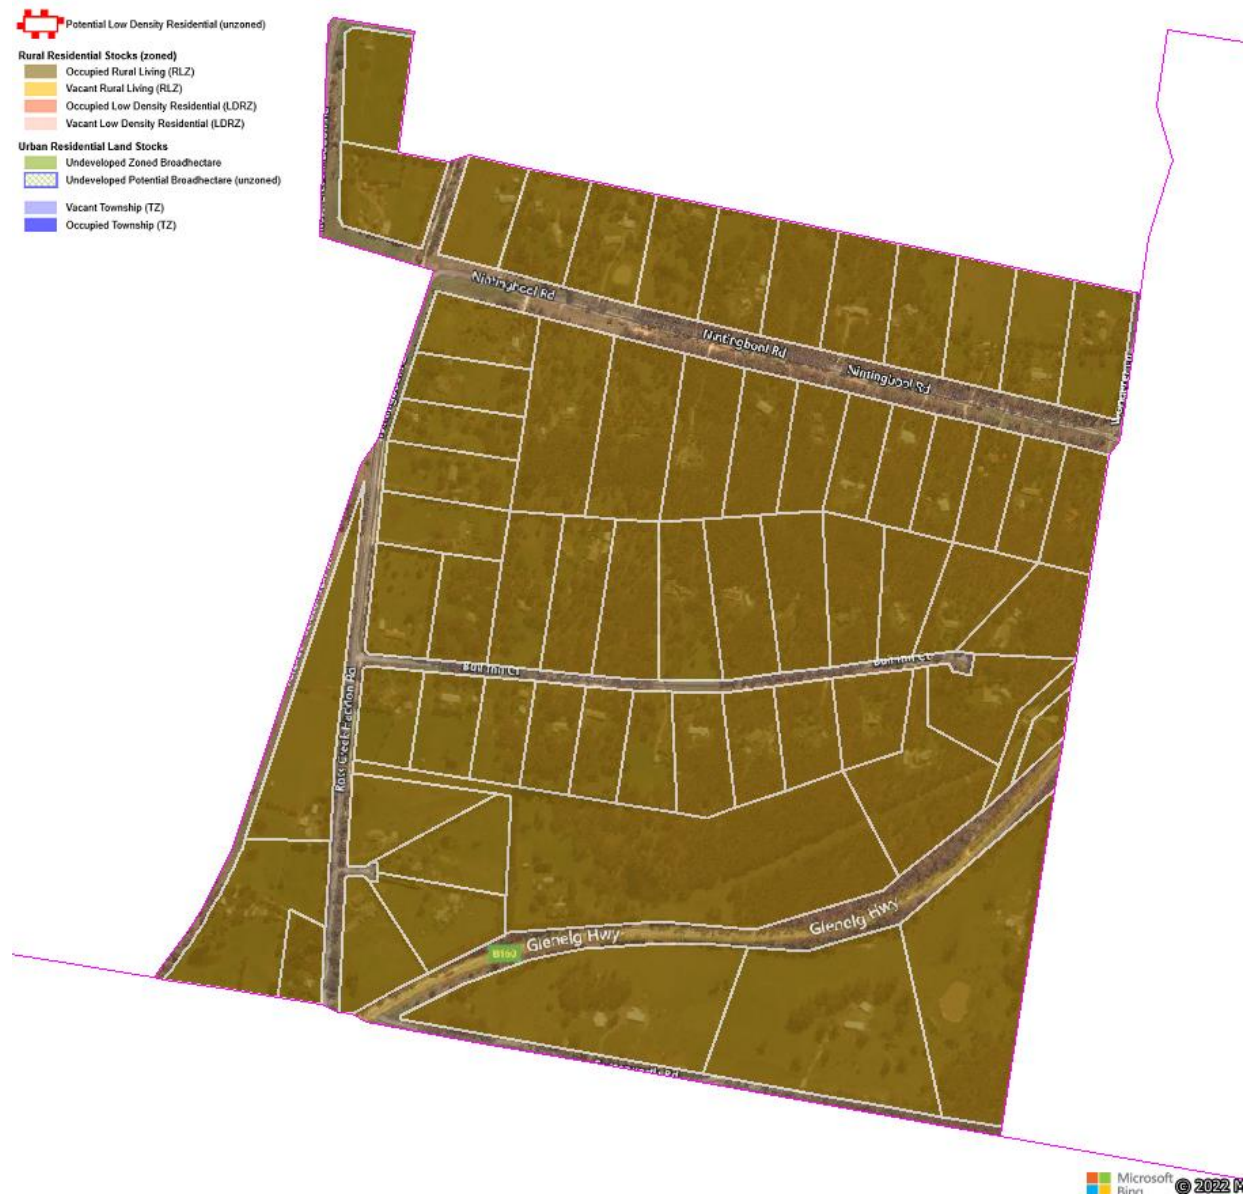 Potential Low Density Residential (unzoned)
Rural Residential Stocks (zoned)
Occupied Rural Living (RLZ)
Vacant Rural Living (RLZ)
Occupied Low Density Residential (LDRZ)
Vacant Low Density Residential (LDRZ)
Urban Residential Land Stocks
Undeveloped Zoned Broadhectare
Undeveloped Potential Broadhectare (unzoned)
Vacant Township (TZ)
Occupied Township (TZ)
Nintingbool Rd
Nintingbool Rd
Nintingbool Rd
Ross Creek Haddon Rd
Glenelg Hwy
Glenelg Hwy
B160
Microsoft
Bing
© 2022 M